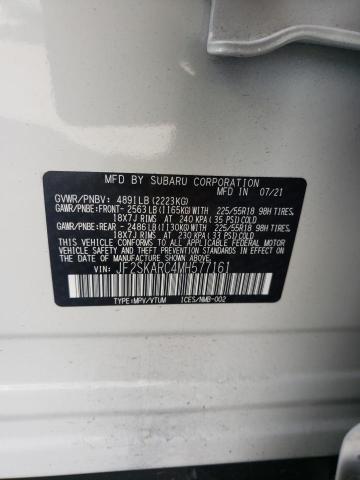 MFD BY SUBARU CORPORATION
MFD IN 07/21
GVWR/PNBV: 4891LB(2223KG)
GAWR/PNBE:FRONT- 2563LB(1165KG)WITH 225/55R18 98H TIRES,
18X7J RIMS AT 240 KPA(35 PSI)COLD
GAWR/PNBE:REAR - 2486LB(1130KG)WITH 225/55R18 98H TIRES,
18X7J RIMS AT 230 KPA(33 PSI)COLD
THIS VEHICLE CONFORMS TO ALL APPLICABLE FEDERAL MOTOR
VEHICLE SAFETY AND THEFT PREVENTION STANDARDS IN EFFECT
ON THE DATE OF MANUFACTURE SHOWN ABOVE.
VIN: JF2SKARC4MH577161
TYPE:MPV/VTUM ICES/NMB-002